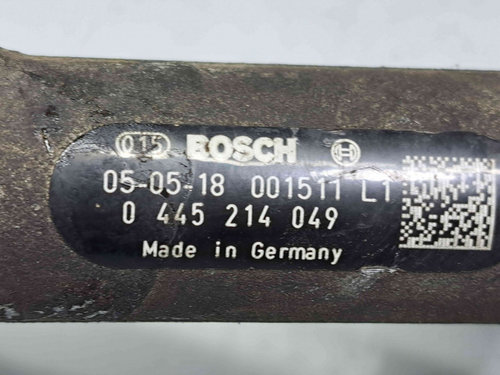 015 BOSCH
05-05-18 001511 L1
0 445 214 049
Made in Germany